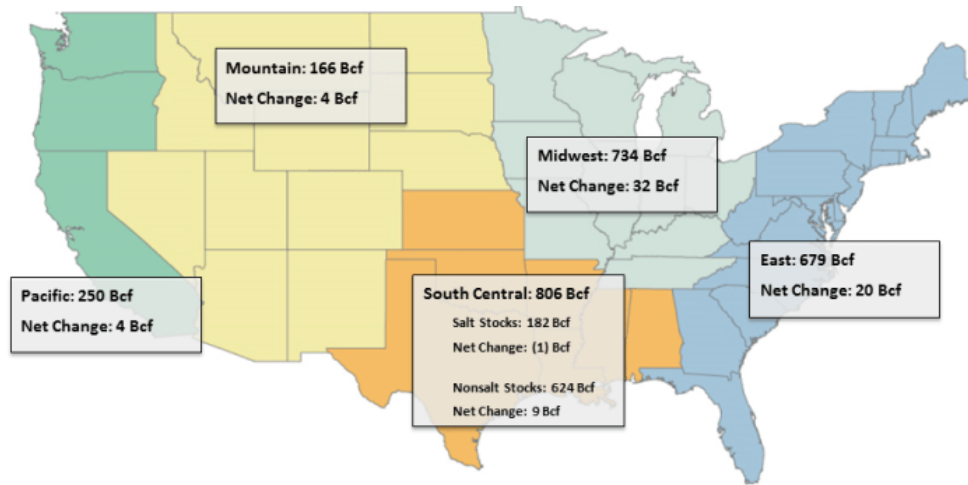 Mountain: 166 Bcf
Net Change: 4 Bcf
Midwest: 734 Bcf
Net Change: 32 Bcf
East: 679 Bcf
Net Change: 20 Bcf
Pacific: 250 Bcf
Net Change: 4 Bcf
South Central: 806 Bcf
Salt Stocks: 182 Bcf
Net Change: (1) Bcf
Nonsalt Stocks: 624 Bcf
Net Change: 9 Bcf